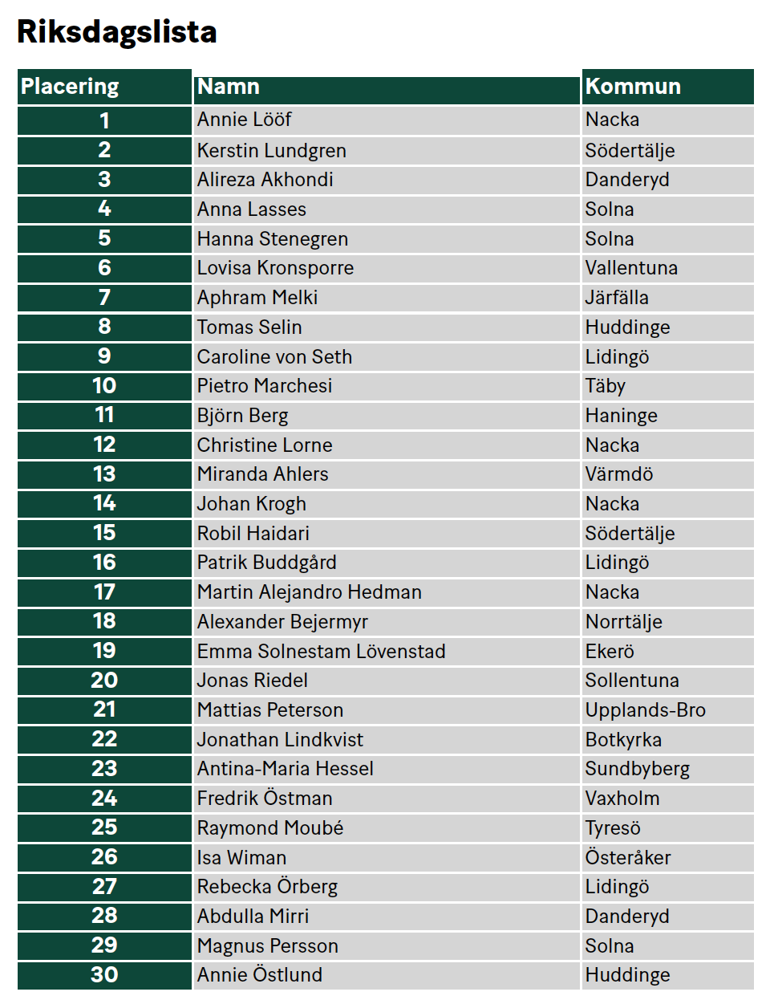 Riksdagslista
Placering Namn Kommun
1 Annie Lööf Nacka
2 Kerstin Lundgren Södertälje
3 Alireza Akhondi Danderyd
4 Anna Lasses Solna
5 Hanna Stenegren Solna
6 Lovisa Kronsporre Vallentuna
7 Aphram Melki Järfälla
8 Tomas Selin Huddinge
9 Caroline von Seth Lidingö
10 Pietro Marchesi Täby
11 Björn Berg Haninge
12 Christine Lorne Nacka
13 Miranda Ahlers Värmdö
14 Johan Krogh Nacka
15 Robil Haidari Södertälje
16 Patrik Buddgård Lidingö
17 Martin Alejandro Hedman Nacka
18 Alexander Bejermyr Norrtälje
19 Emma Solnestam Lövenstad Ekerö
20 Jonas Riedel Sollentuna
21 Mattias Peterson Upplands-Bro
22 Jonathan Lindkvist Botkyrka
23 Antina-Maria Hessel Sundbyberg
24 Fredrik Östman Vaxholm
25 Raymond Moubé Tyresö
26 Isa Wiman Österåker
27 Rebecka Örberg Lidingö
28 Abdulla Mirri Danderyd
29 Magnus Persson Solna
30 Annie Östlund Huddinge